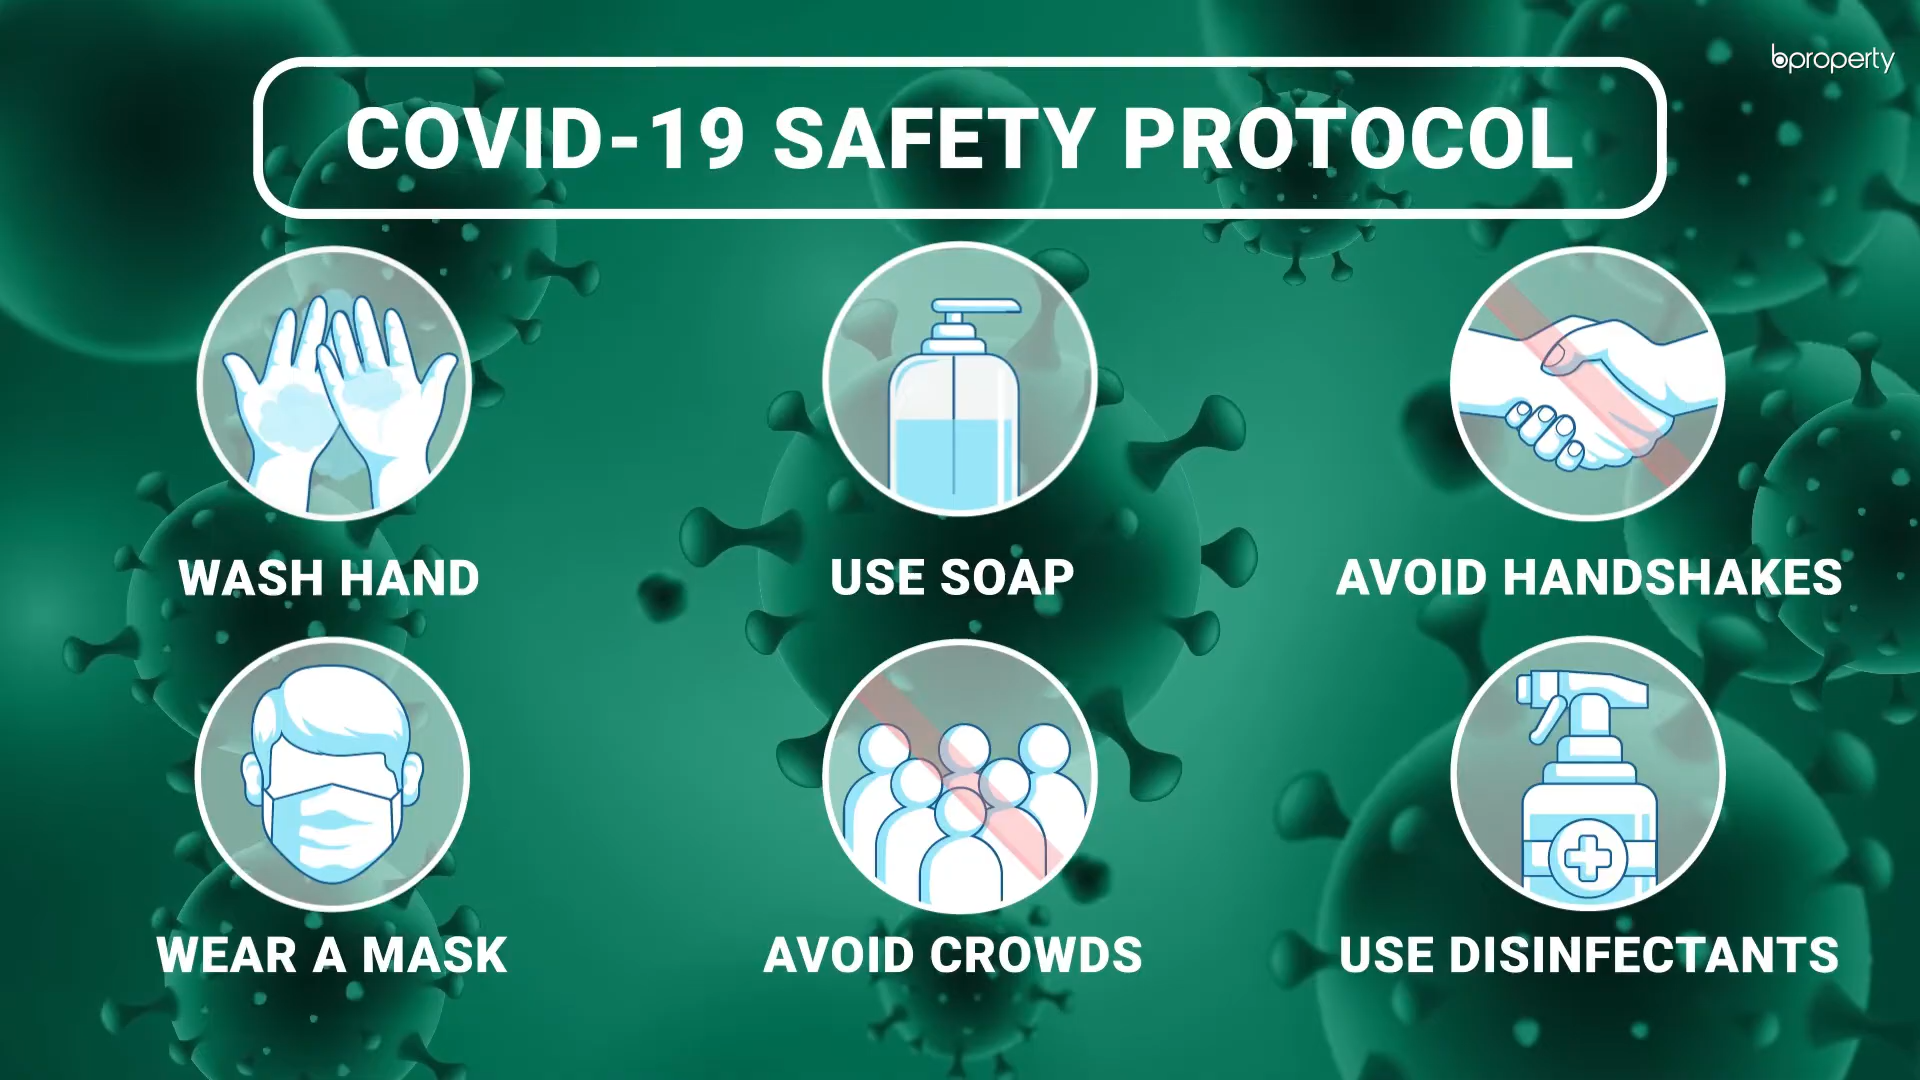 bproperty
COVID-19 SAFETY PROTOCOL
WASH HAND
USE SOAP
AVOID HANDSHAKES
WEAR A MASK
AVOID CROWDS
USE DISINFECTANTS